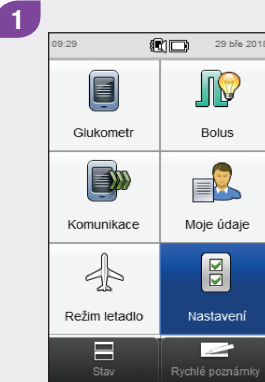 1
09:29 29 bře 2018
Glukometr Bolus
Komunikace Moje údaje
Režim letadlo Nastavení
Stav Rychlé poznámky